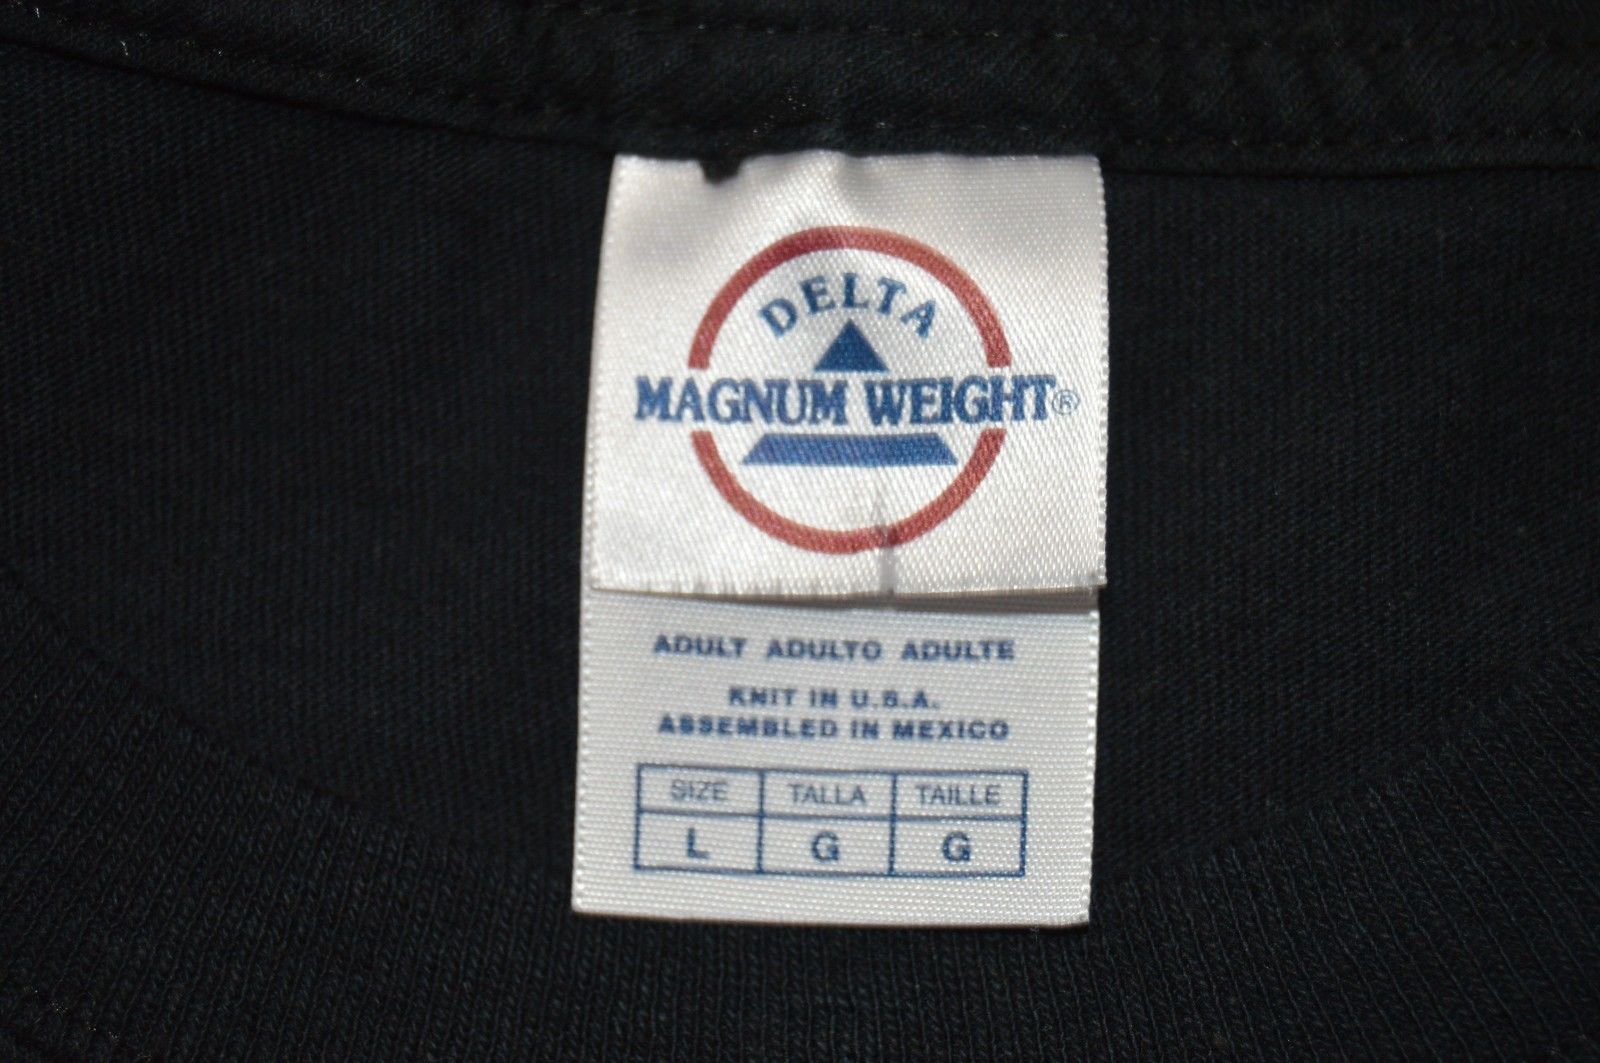 DELTA
MAGNUM WEIGHT®
ADULT ADULTO ADULTE
KNIT IN U.S.A.
ASSEMBLED IN MEXICO
SIZE TALLA TAILLE
L G G